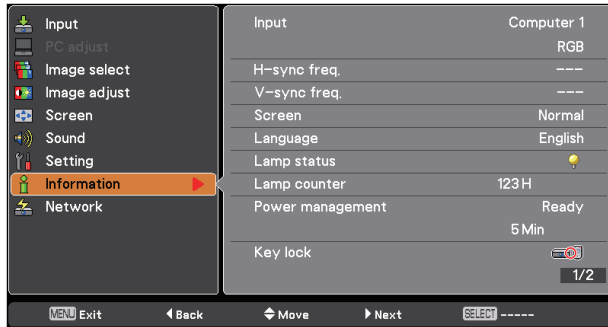 Input
PC adjust
Image select
Image adjust
Screen
Sound
Setting
Information
Network
Input Computer 1
RGB
H-sync freq. ---
V-sync freq. ---
Screen Normal
Language English
Lamp status
Lamp counter 123 H
Power management Ready
5 Min
Key lock
1/2
MENU Exit Back Move Next SELECT -----